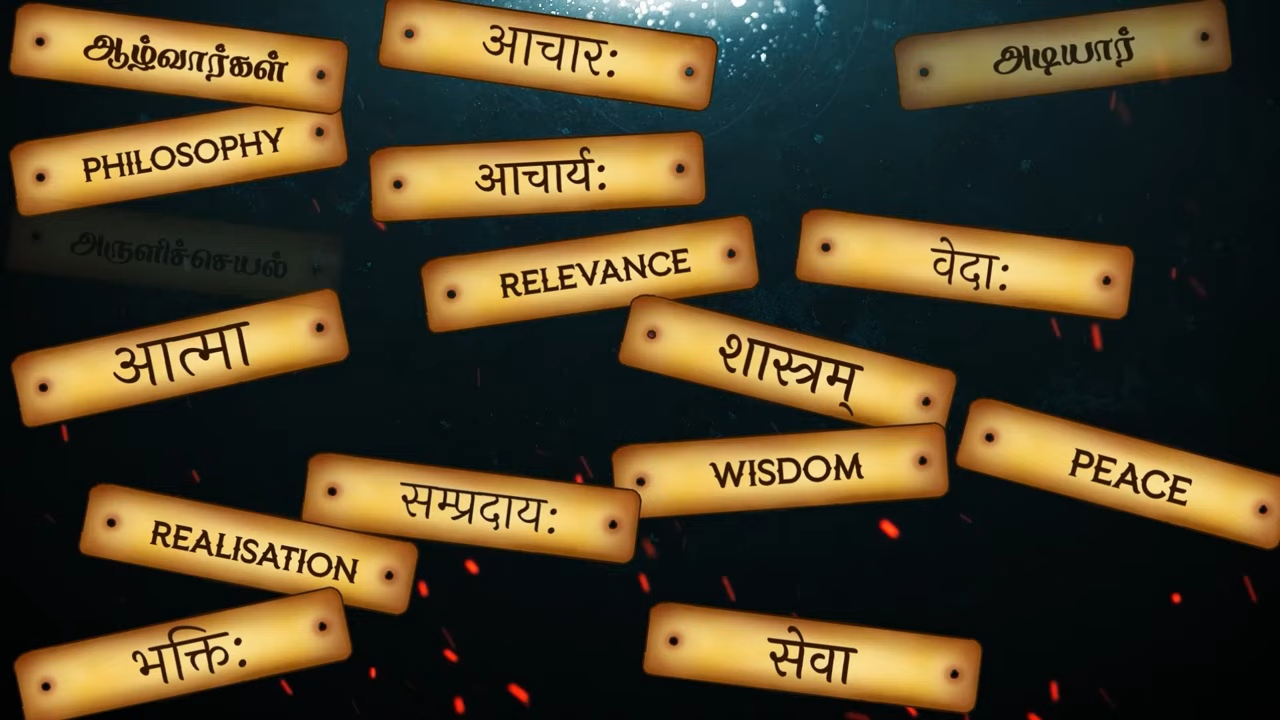 ஆழ்வார்கள்
आचार:
அடியார்
PHILOSOPHY
आचार्य:
அருளிச்செயல்
RELEVANCE
वेदा:
आत्मा
शास्त्रम्
WISDOM
PEACE
सम्प्रदाय:
REALISATION
भक्ति:
सेवा